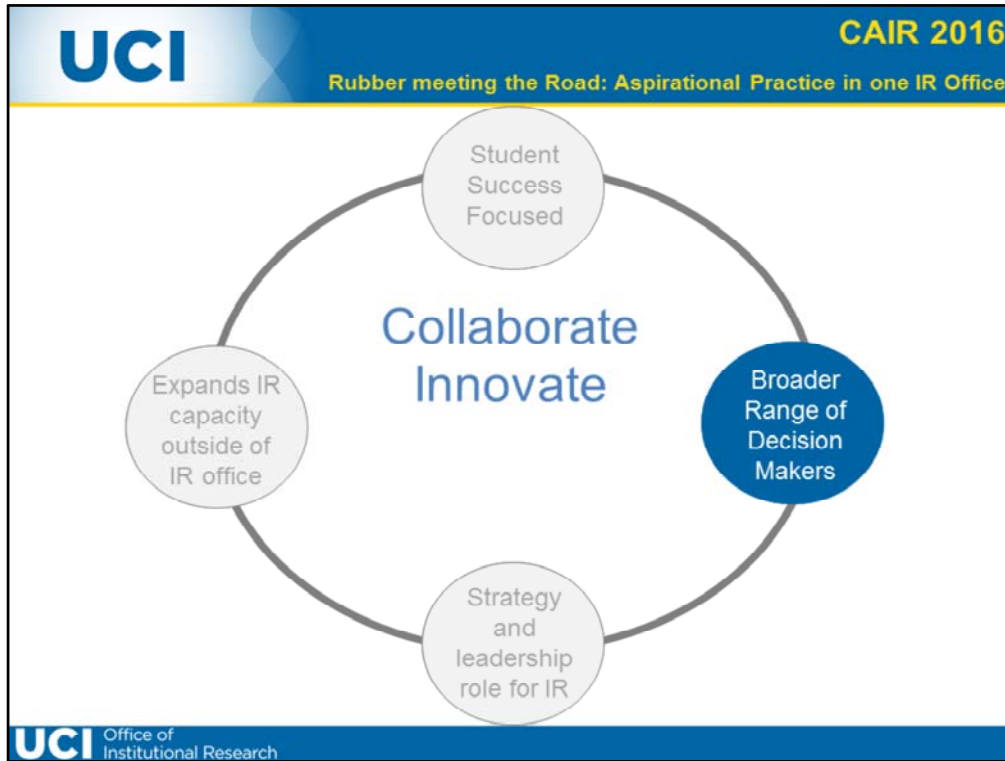 UCI
CAIR 2016
Rubber meeting the Road: Aspirational Practice in one IR Office
Student
Success
Focused
Collaborate
Innovate
Expands IR
capacity
outside of
IR office
Broader
Range of
Decision
Makers
Strategy
and
leadership
role for IR
UCI
Office of
Institutional Research